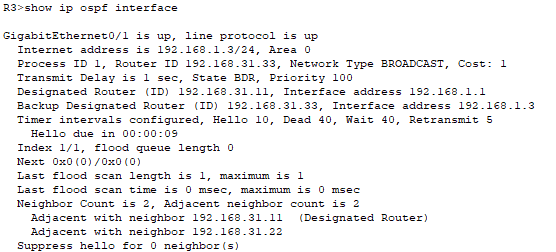 R3>show ip ospf interface
GigabitEthernet0/1 is up, line protocol is up
Internet address is 192.168.1.3/24, Area 0
Process ID 1, Router ID 192.168.31.33, Network Type BROADCAST, Cost: 1
Transmit Delay is 1 sec, State BDR, Priority 100
Designated Router (ID) 192.168.31.11, Interface address 192.168.1.1
Backup Designated Router (ID) 192.168.31.33, Interface address 192.168.1.3
Timer intervals configured, Hello 10, Dead 40, Wait 40, Retransmit 5
Hello due in 00:00:09
Index 1/1, flood queue length 0
Next 0x0(0)/0x0(0)
Last flood scan length is 1, maximum is 1
Last flood scan time is 0 msec, maximum is 0 msec
Neighbor Count is 2, Adjacent neighbor count is 2
Adjacent with neighbor 192.168.31.11 (Designated Router)
Adjacent with neighbor 192.168.31.22
Suppress hello for 0 neighbor(s)